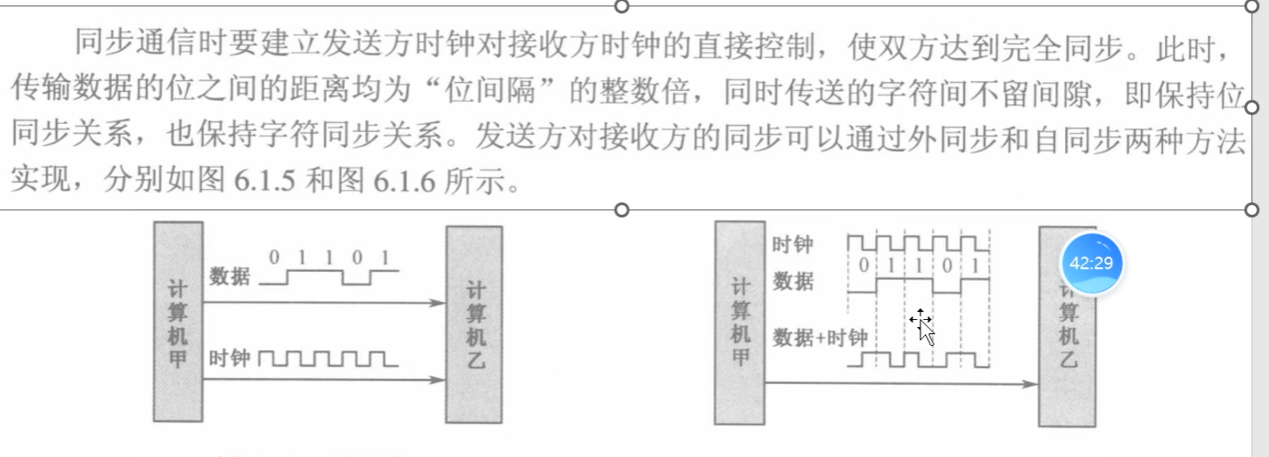 同步通信时要建立发送方时钟对接收方时钟的直接控制，使双方达到完全同步。此时，
传输数据的位之间的距离均为“位间隔”的整数倍，同时传送的字符间不留间隙，即保持位
同步关系，也保持字符同步关系。发送方对接收方的同步可以通过外同步和自同步两种方法
实现，分别如图 6.1.5 和图 6.1.6 所示。
计算机甲
0 1 1 0 1
数据
时钟
计算机乙
计算机甲
时钟
0 1 1 0 1
数据
数据+时钟
计算机乙
42:29